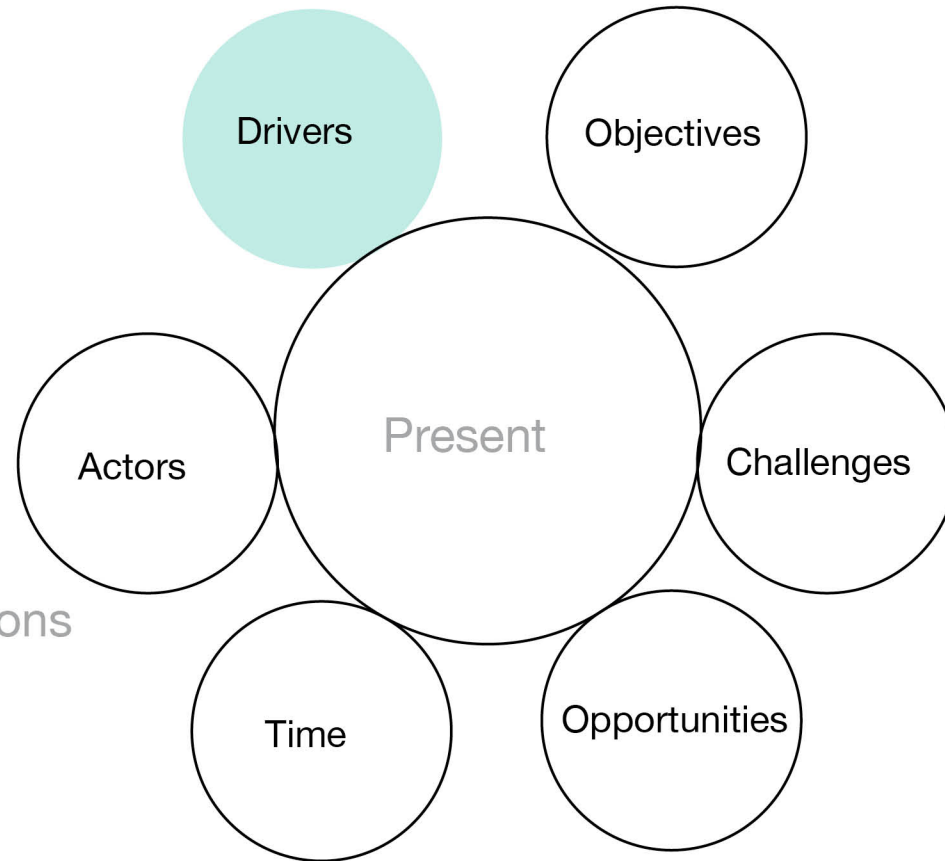 Drivers
Objectives
Present
Actors
Challenges
ons
Time
Opportunities